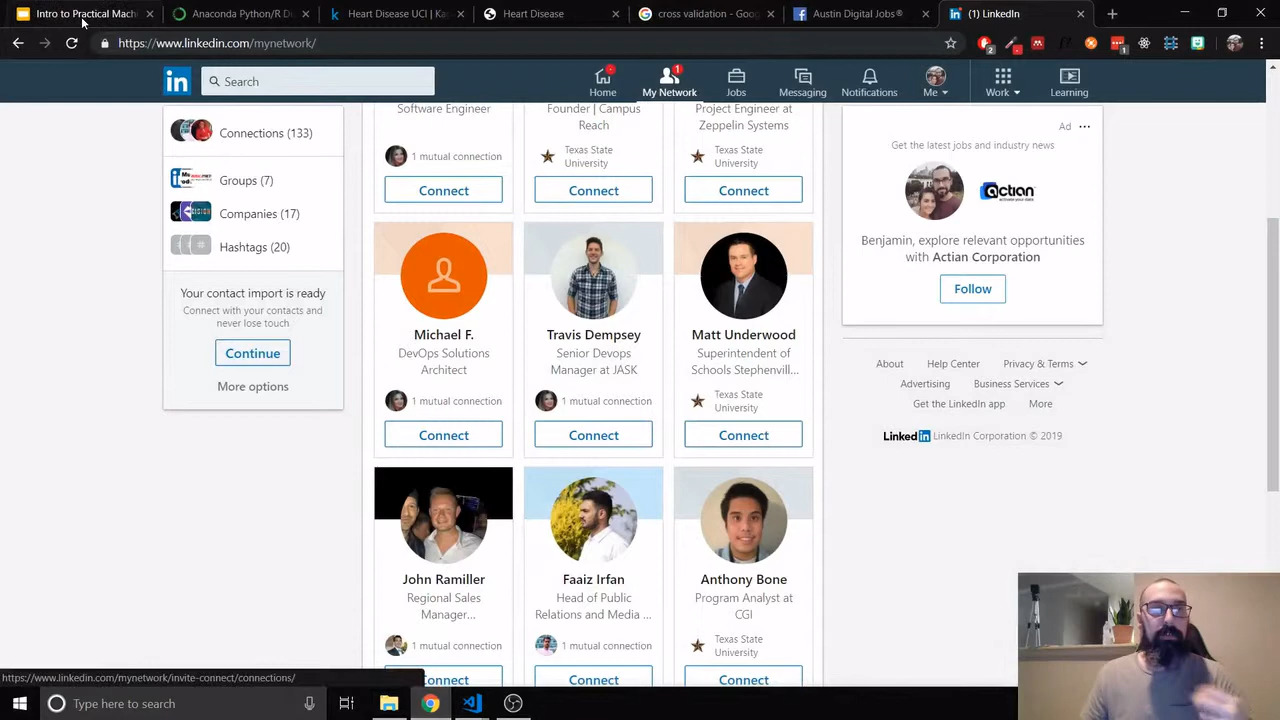 Intro to Practical Mach
Anaconda Python/R D
Heart Disease UCI | Ka
Heart Disease
cross validation - Goo
Austin Digital Jobs®
(1) LinkedIn
https://www.linkedin.com/mynetwork/
2
1
in
Search
Home
1
My Network
Jobs
Messaging
Notifications
Me
Work
Learning
Connections (133)
Groups (7)
Companies (17)
Hashtags (20)
Your contact import is ready
Connect with your contacts and
never lose touch
Continue
More options
Software Engineer
1 mutual connection
Connect
Founder | Campus
Reach
Texas State
University
Connect
Project Engineer at
Zeppelin Systems
Texas State
University
Connect
Michael F.
DevOps Solutions
Architect
1 mutual connection
Connect
Travis Dempsey
Senior Devops
Manager at JASK
1 mutual connection
Connect
Matt Underwood
Superintendent of
Schools Stephenvill...
Texas State
University
Connect
John Ramiller
Regional Sales
Manager...
1 mutual connection
Connect
Faaiz Irfan
Head of Public
Relations and Media ...
1 mutual connection
Connect
Anthony Bone
Program Analyst at
CGI
Texas State
University
Connect
Ad
Get the latest jobs and industry news
actian
Benjamin, explore relevant opportunities
with Actian Corporation
Follow
About
Help Center
Privacy & Terms
Advertising
Business Services
Get the LinkedIn app
More
LinkedIn LinkedIn Corporation © 2019
https://www.linkedin.com/mynetwork/invite-connect/connections/
Type here to search